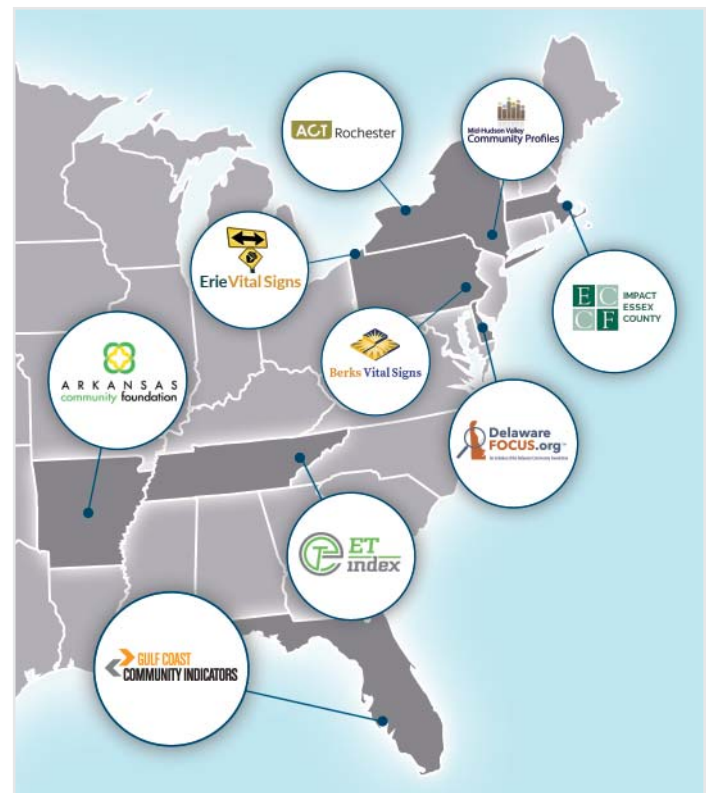 ACT Rochester
Mid-Hudson Valley
Community Profiles
Erie Vital Signs
E C
C F
IMPACT
ESSEX
COUNTY
Berks Vital Signs
ARKANSAS
community foundation
Delaware
FOCUS.org
ET
index
GULF COAST
COMMUNITY INDICATORS